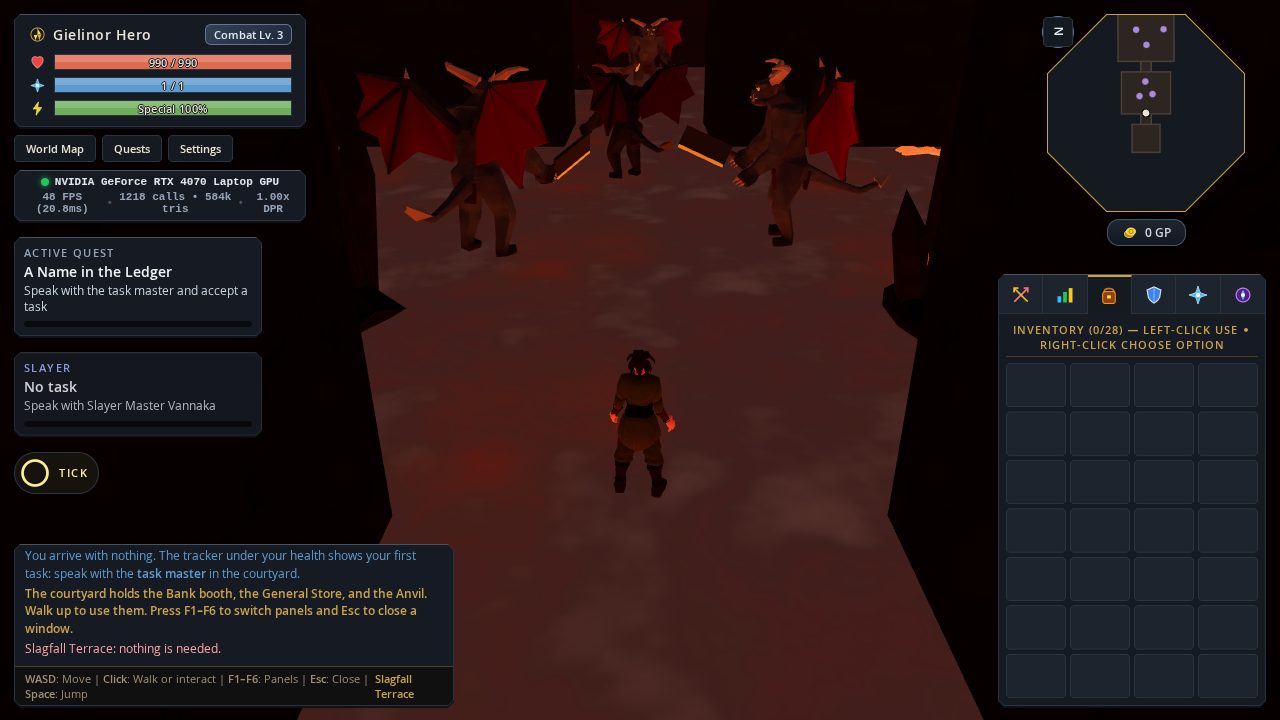 Gielinor Hero
Combat Lv. 3
990 / 990
1 / 1
Special 100%
World Map
Quests
Settings
NVIDIA GeForce RTX 4070 Laptop GPU
48 FPS (20.8ms) • 1218 calls • 584k tris • 1.00x DPR
ACTIVE QUEST
A Name in the Ledger
Speak with the task master and accept a
task
SLAYER
No task
Speak with Slayer Master Vannaka
TICK
You arrive with nothing. The tracker under your health shows your first
task: speak with the task master in the courtyard.
The courtyard holds the Bank booth, the General Store, and the Anvil.
Walk up to use them. Press F1–F6 to switch panels and Esc to close a
window.
Slagfall Terrace: nothing is needed.
WASD: Move | Click: Walk or interact | F1–F6: Panels | Esc: Close |
Space: Jump
Slagfall
Terrace
N
0 GP
INVENTORY (0/28) — LEFT-CLICK USE •
RIGHT-CLICK CHOOSE OPTION